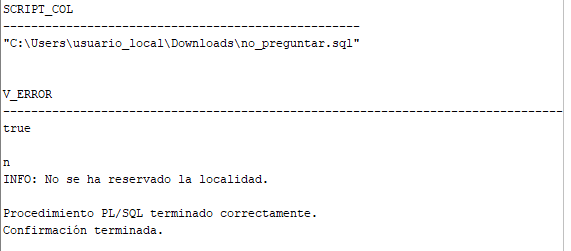 SCRIPT_COL
---------------------------------------------------
"C:\Users\usuario_local\Downloads\no_preguntar.sql"
V_ERROR
--------------------------------------------------------------------------------
true
n
INFO: No se ha reservado la localidad.
Procedimiento PL/SQL terminado correctamente.
Confirmación terminada.